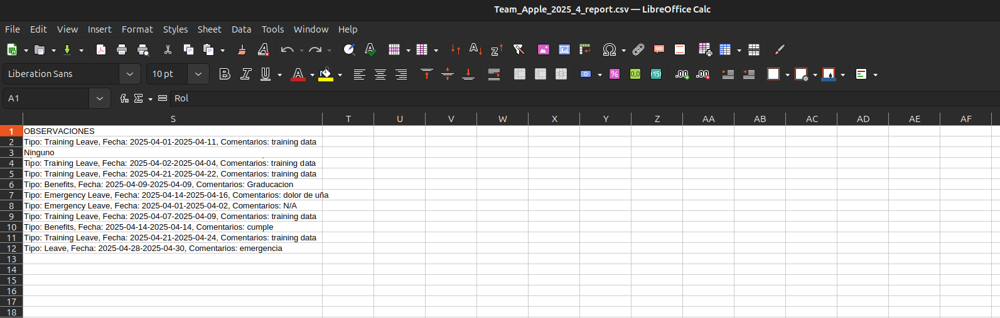 Team_Apple_2025_4_report.csv — LibreOffice Calc
File Edit View Insert Format Styles Sheet Data Tools Window Help
Liberation Sans 10 pt
A1 Rol
S T U V W X Y Z AA AB AC AD AE AF
1 OBSERVACIONES
2 Tipo: Training Leave, Fecha: 2025-04-01-2025-04-11, Comentarios: training data
3 Ninguno
4 Tipo: Training Leave, Fecha: 2025-04-02-2025-04-04, Comentarios: training data
5 Tipo: Training Leave, Fecha: 2025-04-21-2025-04-22, Comentarios: training data
6 Tipo: Benefits, Fecha: 2025-04-09-2025-04-09, Comentarios: Graducacion
7 Tipo: Emergency Leave, Fecha: 2025-04-14-2025-04-16, Comentarios: dolor de uña
8 Tipo: Emergency Leave, Fecha: 2025-04-01-2025-04-02, Comentarios: N/A
9 Tipo: Training Leave, Fecha: 2025-04-07-2025-04-09, Comentarios: training data
10 Tipo: Benefits, Fecha: 2025-04-14-2025-04-14, Comentarios: cumple
11 Tipo: Training Leave, Fecha: 2025-04-21-2025-04-24, Comentarios: training data
12 Tipo: Leave, Fecha: 2025-04-28-2025-04-30, Comentarios: emergencia
13
14
15
16
17
18